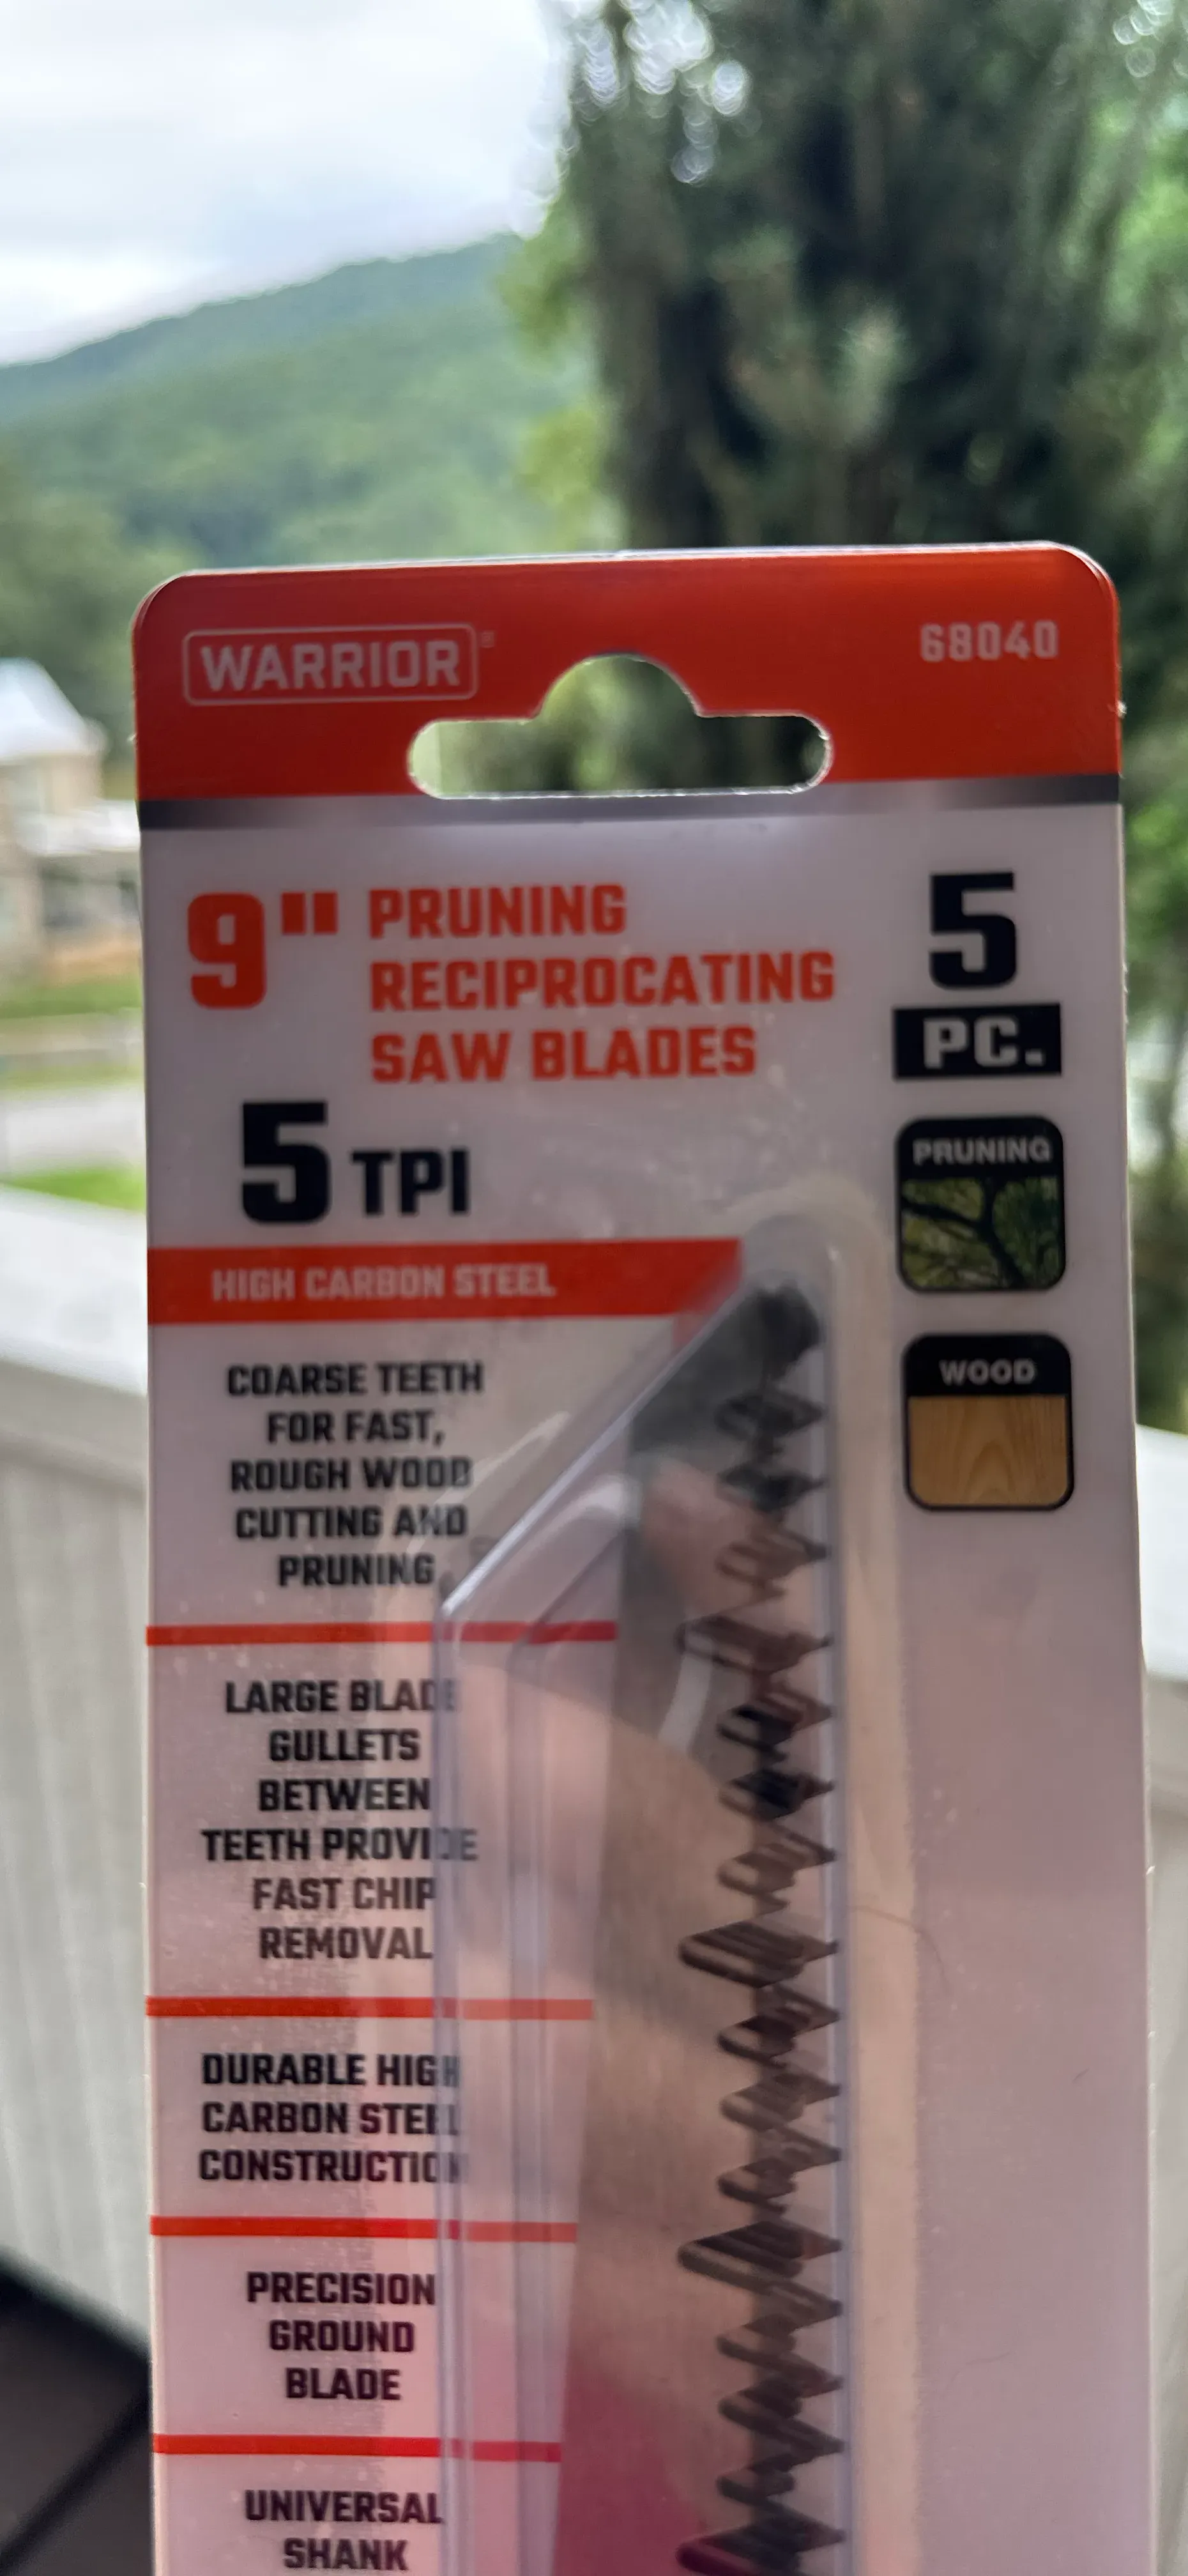 WARRIOR®
68040
9" PRUNING
RECIPROCATING
SAW BLADES
5
PC.
5 TPI
PRUNING
WOOD
HIGH CARBON STEEL
COARSE TEETH
FOR FAST,
ROUGH WOOD
CUTTING AND
PRUNING
LARGE BLADE
GULLETS
BETWEEN
TEETH PROVIDE
FAST CHIP
REMOVAL
DURABLE HIGH
CARBON STEEL
CONSTRUCTION
PRECISION
GROUND
BLADE
UNIVERSAL
SHANK